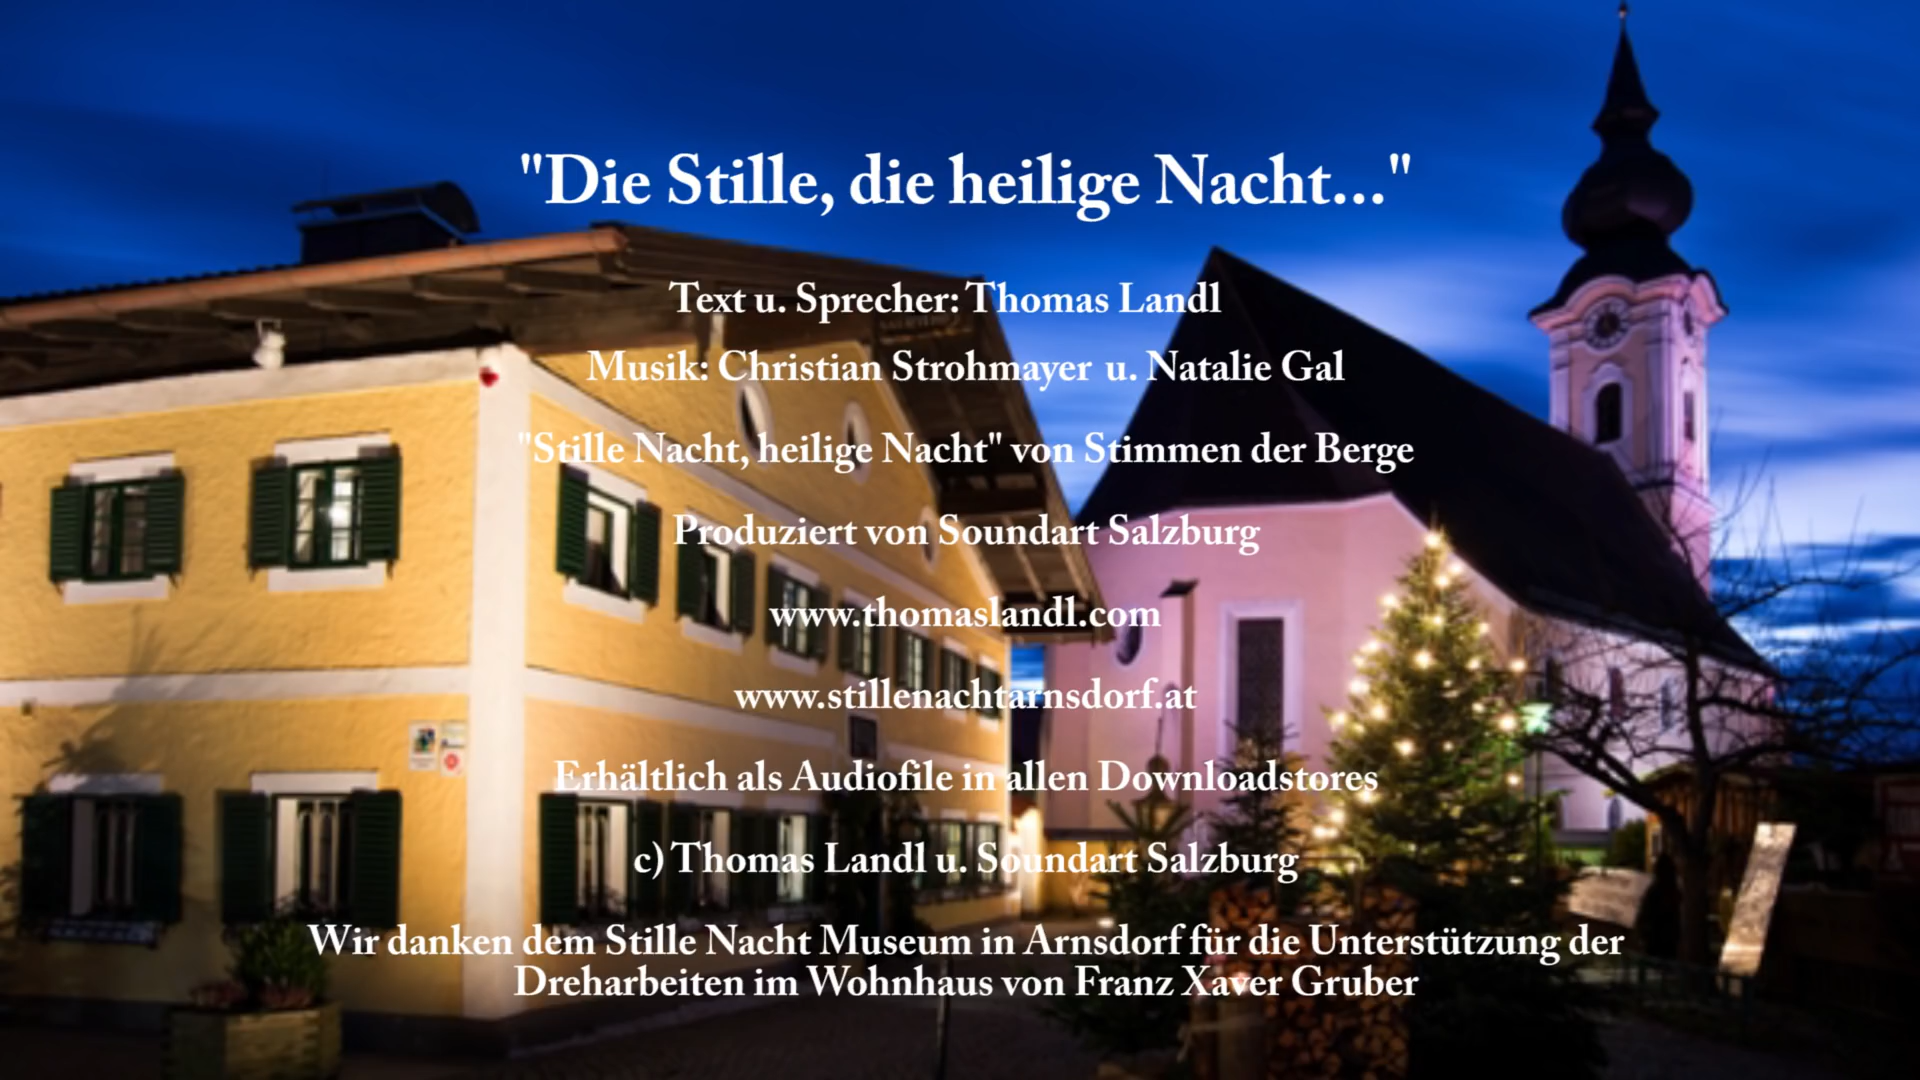 "Die Stille, die heilige Nacht..."
Text u. Sprecher: Thomas Landl
Musik: Christian Strohmayer u. Natalie Gal
"Stille Nacht, heilige Nacht" von Stimmen der Berge
Produziert von Soundart Salzburg
www.thomaslandl.com
www.stillenachtarnsdorf.at
Erhältlich als Audiofile in allen Downloadstores
c) Thomas Landl u. Soundart Salzburg
Wir danken dem Stille Nacht Museum in Arnsdorf für die Unterstützung der
Dreharbeiten im Wohnhaus von Franz Xaver Gruber